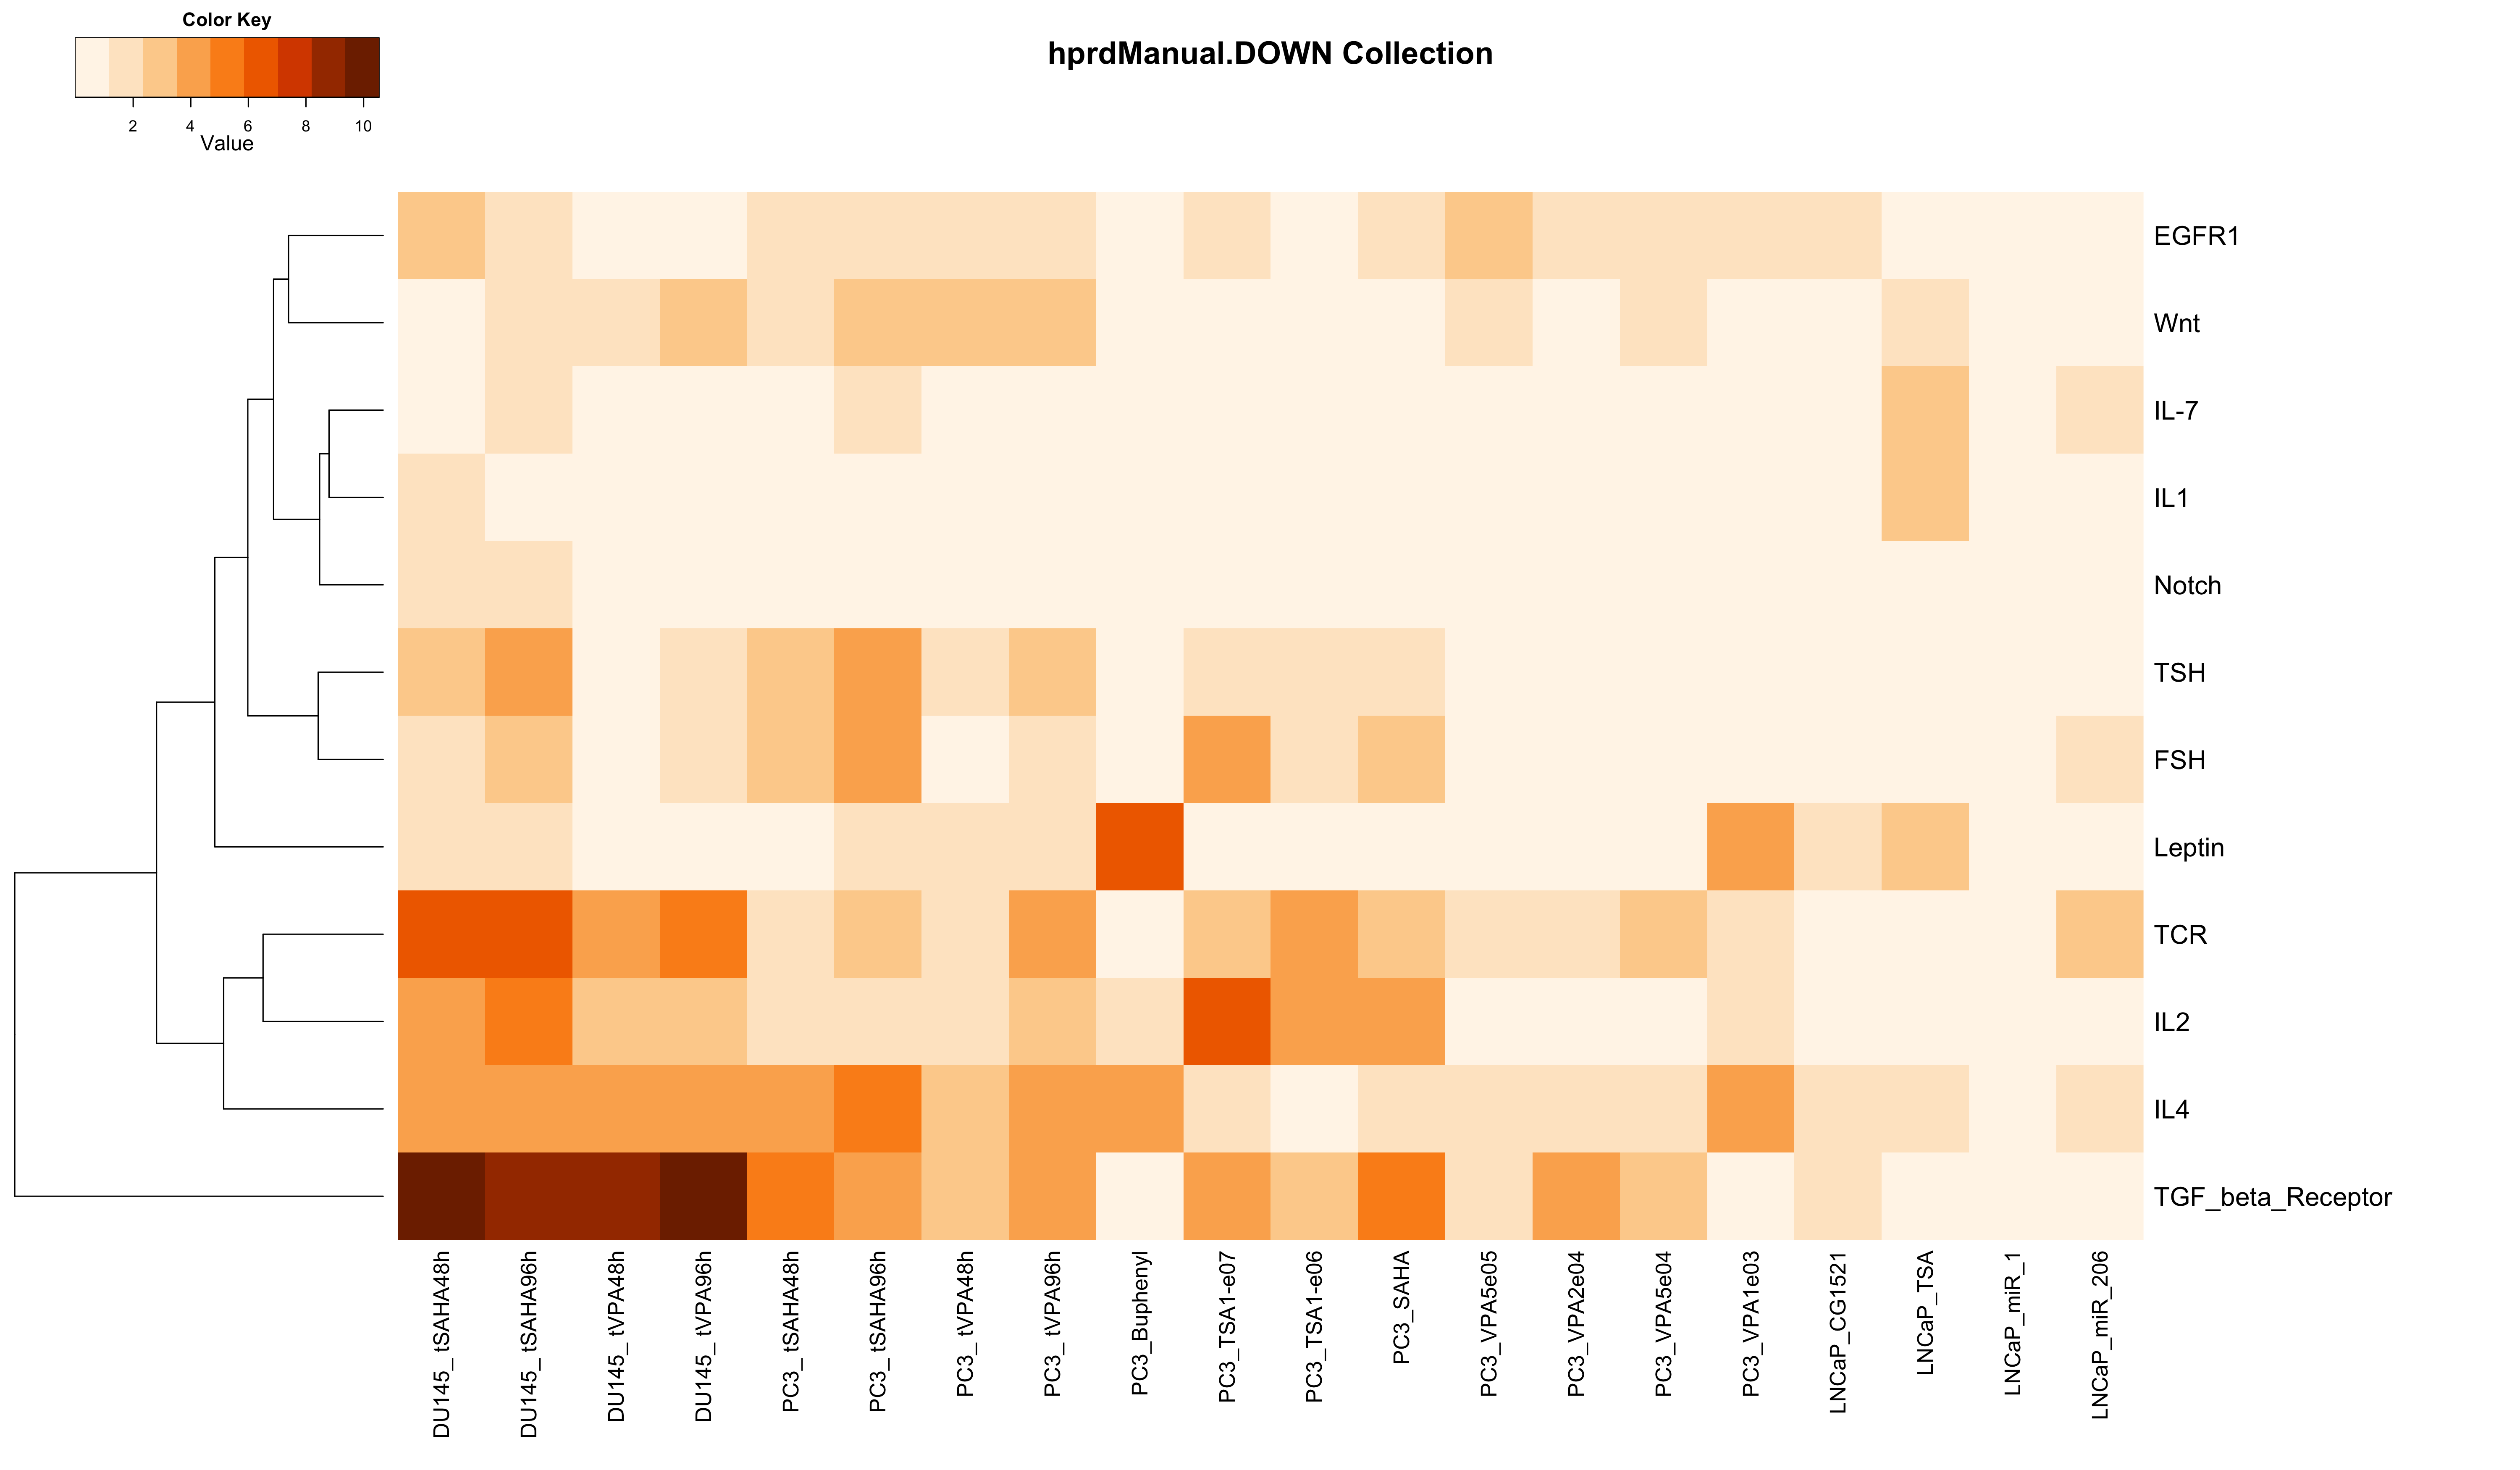 Color Key
2 4 6 8 10
Value
hprdManual.DOWN Collection
EGFR1
Wnt
IL-7
IL1
Notch
TSH
FSH
Leptin
TCR
IL2
IL4
TGF_beta_Receptor
DU145_ tSAHA48h
DU145_ tSAHA96h
DU145_ tVPA48h
DU145_ tVPA96h
PC3_ tSAHA48h
PC3_ tSAHA96h
PC3_ tVPA48h
PC3_ tVPA96h
PC3_Buphenyl
PC3_TSA1-e07
PC3_TSA1-e06
PC3_SAHA
PC3_VPA5e05
PC3_VPA2e04
PC3_VPA5e04
PC3_VPA1e03
LNCaP_CG1521
LNCaP_TSA
LNCaP_miR_1
LNCaP_miR_206